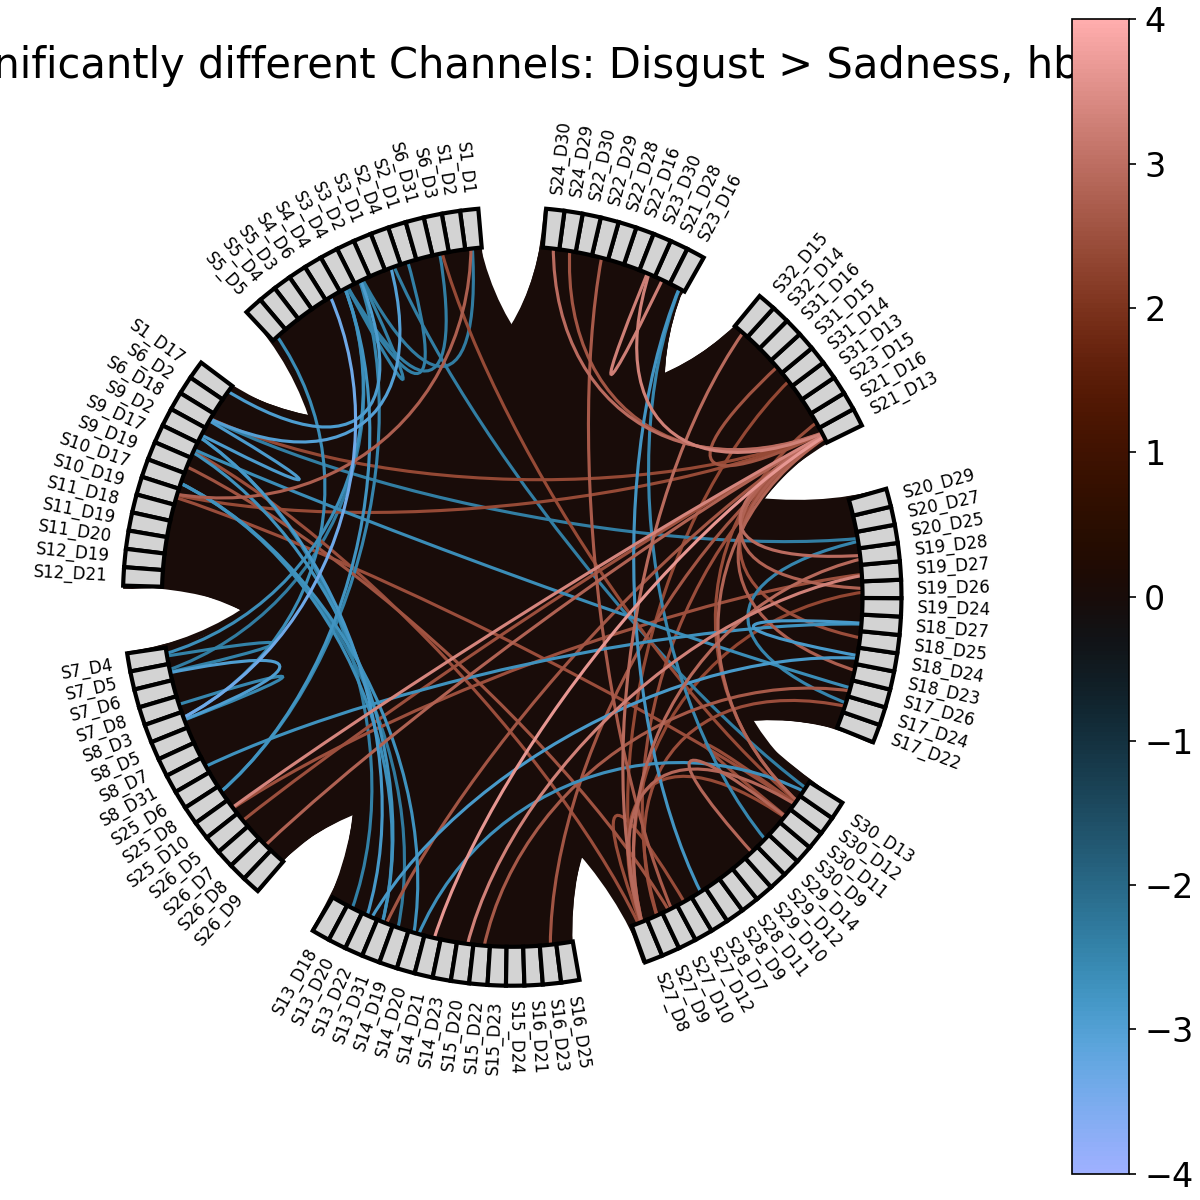 nificantly different Channels: Disgust > Sadness, hb
S24_D30
S24_D29
S22_D30
S22_D29
S22_D28
S22_D16
S23_D30
S21_D28
S23_D16
S32_D15
S32_D14
S31_D16
S31_D15
S31_D14
S31_D13
S23_D15
S21_D16
S21_D13
S20_D29
S20_D27
S20_D25
S19_D28
S19_D27
S19_D26
S19_D24
S18_D27
S18_D25
S18_D24
S18_D23
S17_D26
S17_D24
S17_D22
S30_D13
S30_D12
S30_D11
S30_D9
S29_D14
S29_D12
S29_D10
S28_D11
S28_D9
S28_D7
S27_D12
S27_D10
S27_D9
S27_D8
S16_D25
S16_D23
S16_D21
S15_D24
S15_D23
S15_D22
S15_D20
S14_D23
S14_D21
S14_D20
S14_D19
S13_D31
S13_D22
S13_D20
S13_D18
S26_D9
S26_D8
S26_D7
S26_D5
S25_D10
S25_D8
S25_D6
S8_D31
S8_D7
S8_D5
S8_D3
S7_D8
S7_D6
S7_D5
S7_D4
S12_D21
S12_D19
S11_D20
S11_D19
S11_D18
S10_D19
S10_D17
S9_D19
S9_D17
S9_D2
S6_D18
S6_D2
S1_D17
S5_D5
S5_D4
S5_D3
S4_D6
S4_D4
S3_D4
S3_D2
S3_D1
S2_D4
S2_D1
S6_D31
S6_D3
S1_D2
S1_D1
4
3
2
1
0
−1
−2
−3
−4